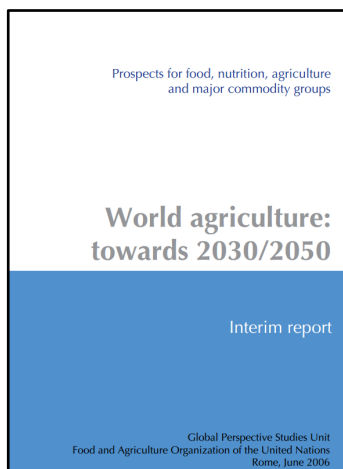 Prospects for food, nutrition, agriculture
and major commodity groups
World agriculture:
towards 2030/2050
Interim report
Global Perspective Studies Unit
Food and Agriculture Organization of the United Nations
Rome, June 2006